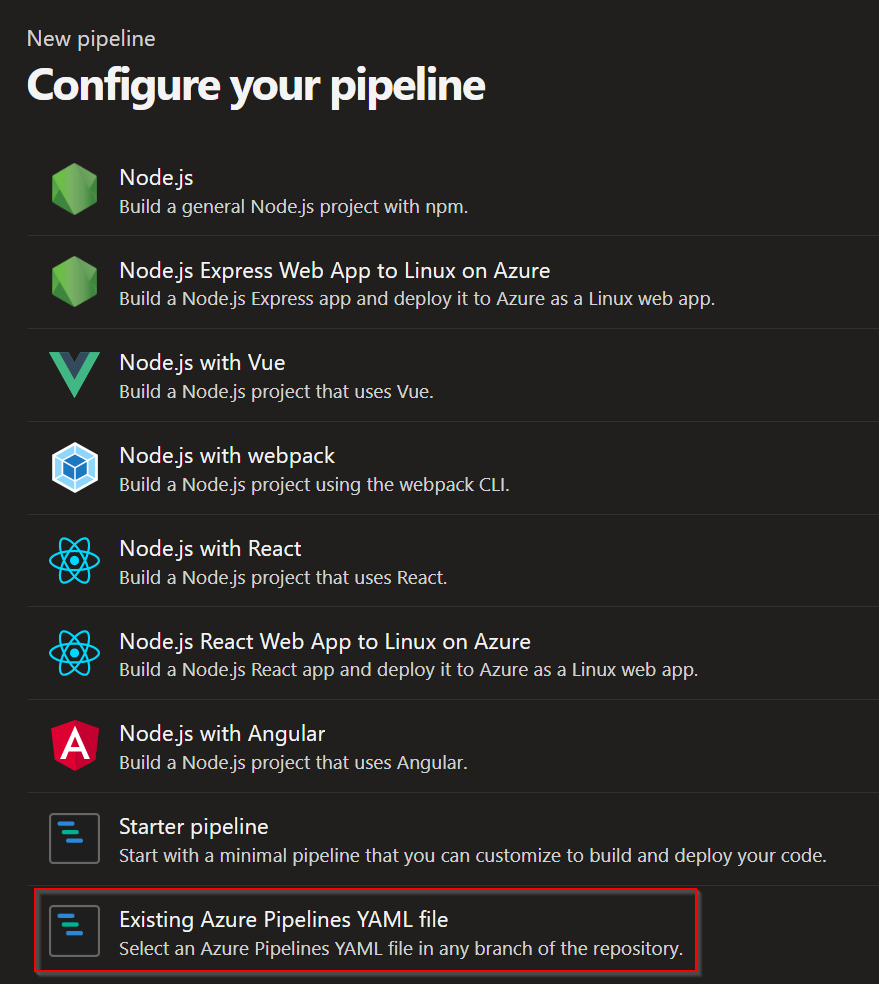 New pipeline
Configure your pipeline
Node.js
Build a general Node.js project with npm.
Node.js Express Web App to Linux on Azure
Build a Node.js Express app and deploy it to Azure as a Linux web app.
Node.js with Vue
Build a Node.js project that uses Vue.
Node.js with webpack
Build a Node.js project using the webpack CLI.
Node.js with React
Build a Node.js project that uses React.
Node.js React Web App to Linux on Azure
Build a Node.js React app and deploy it to Azure as a Linux web app.
A
Node.js with Angular
Build a Node.js project that uses Angular.
Starter pipeline
Start with a minimal pipeline that you can customize to build and deploy your code.
Existing Azure Pipelines YAML file
Select an Azure Pipelines YAML file in any branch of the repository.